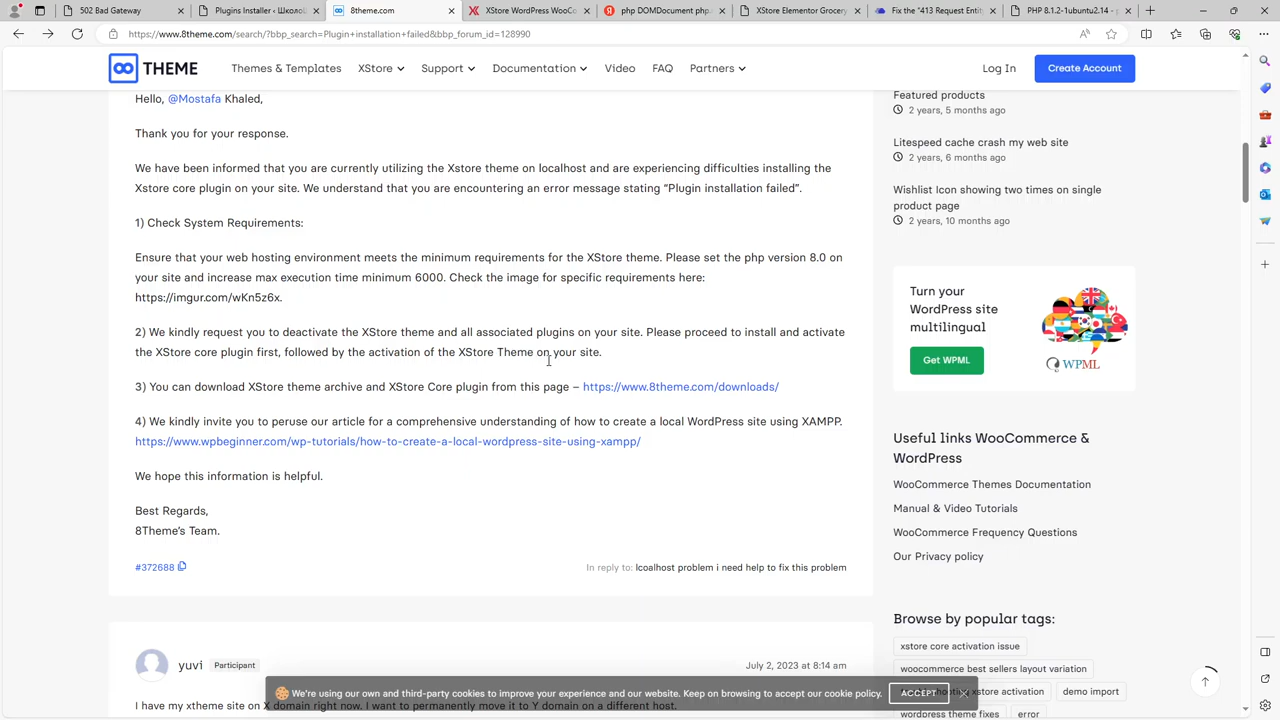 502 Bad Gateway
Plugins Installer ‹ Школово
8theme.com
XStore WordPress WooCo
php DOMDocument php.
XStore Elementor Grocery
Fix the "413 Request Entit
PHP 8.1.2-1ubuntu2.14 - p
https://www.8theme.com/search/?bbp_search=Plugin+installation+failed&bbp_forum_id=128990
THEME
Themes & Templates
XStore
Support
Documentation
Video
FAQ
Partners
Log In
Create Account
Hello, @Mostafa Khaled,
Thank you for your response.
We have been informed that you are currently utilizing the Xstore theme on localhost and are experiencing difficulties installing the
Xstore core plugin on your site. We understand that you are encountering an error message stating “Plugin installation failed”.
1) Check System Requirements:
Ensure that your web hosting environment meets the minimum requirements for the XStore theme. Please set the php version 8.0 on
your site and increase max execution time minimum 6000. Check the image for specific requirements here:
https://imgur.com/wKn5z6x.
2) We kindly request you to deactivate the XStore theme and all associated plugins on your site. Please proceed to install and activate
the XStore core plugin first, followed by the activation of the XStore Theme on your site.
3) You can download XStore theme archive and XStore Core plugin from this page – https://www.8theme.com/downloads/
4) We kindly invite you to peruse our article for a comprehensive understanding of how to create a local WordPress site using XAMPP.
https://www.wpbeginner.com/wp-tutorials/how-to-create-a-local-wordpress-site-using-xampp/
We hope this information is helpful.
Best Regards,
8Theme’s Team.
#372688
In reply to: lcoalhost problem i need help to fix this problem
yuvi
Participant
July 2, 2023 at 8:14 am
I have my xtheme site on X domain right now. I want to permanently move it to Y domain on a different host.
Featured products
2 years, 5 months ago
Litespeed cache crash my web site
2 years, 6 months ago
Wishlist Icon showing two times on single
product page
2 years, 10 months ago
Turn your
WordPress site
multilingual
Get WPML
WPML
Useful links WooCommerce &
WordPress
WooCommerce Themes Documentation
Manual & Video Tutorials
WooCommerce Frequency Questions
Our Privacy policy
Browse by popular tags:
xstore core activation issue
woocommerce best sellers layout variation
xstore activation
demo import
wordpress theme fixes
error
We're using our own and third-party cookies to improve your experience and our website. Keep on browsing to accept our cookie policy.
ACCEPT